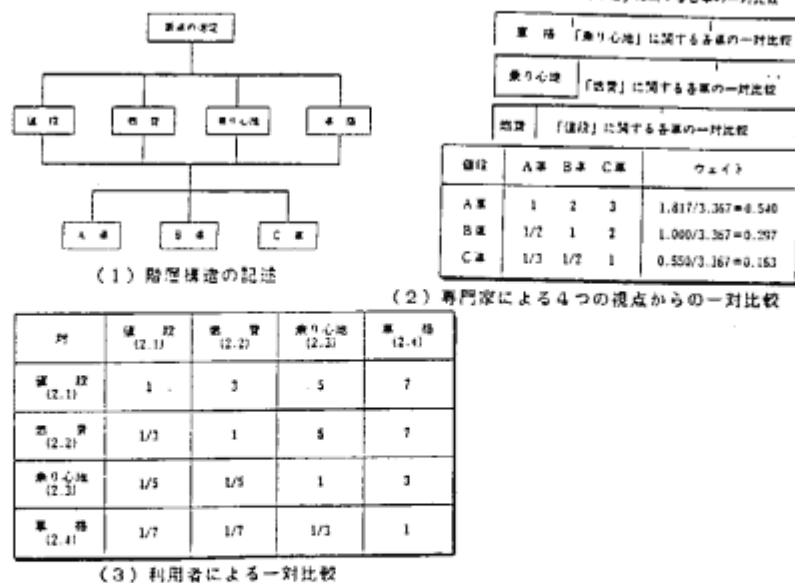 値段
燃費
乗り心地
車格
A車
B車
C車
(1)階層構造の記述
車格
「乗り心地」に関する各車の一対比較
乗り心地
「燃費」に関する各車の一対比較
燃費
「値段」に関する各車の一対比較
値段 A車 B車 C車 ウェイト
A車 1 2 3 1.817/3.367=0.540
B車 1/2 1 2 1.000/3.367=0.297
C車 1/3 1/2 1 0.550/3.367=0.163
(2)専門家による4つの視点からの一対比較
対 値段 燃費 乗り心地 車格
(2.1) (2.2) (2.3) (2.4)
値段 1 3 5 7
(2.1)
燃費 1/3 1 5 7
(2.2)
乗り心地 1/5 1/5 1 3
(2.3)
車格 1/7 1/7 1/3 1
(2.4)
(3)利用者による一対比較